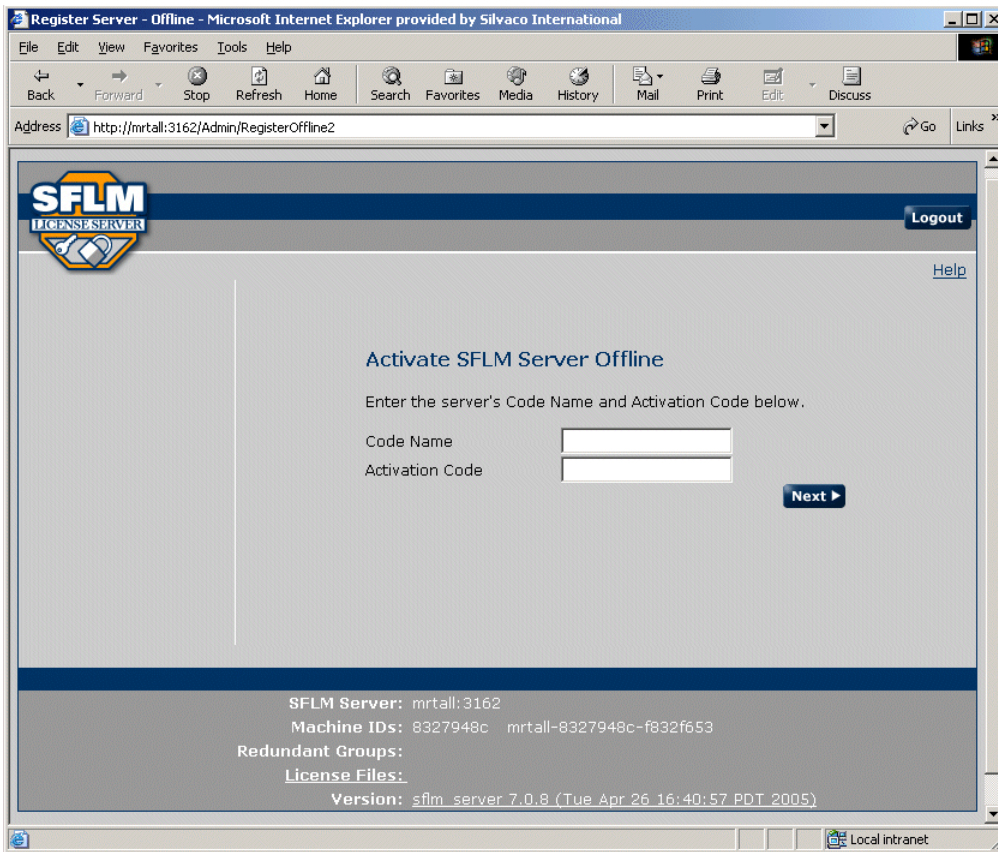 Register Server - Offline - Microsoft Internet Explorer provided by Silvaco International
File Edit View Favorites Tools Help
Back Forward Stop Refresh Home Search Favorites Media History Mail Print Edit Discuss
Address http://mrtall:3162/Admin/RegisterOffline2 Go Links »
SFLM
LICENSE SERVER
Logout
Help
Activate SFLM Server Offline
Enter the server's Code Name and Activation Code below.
Code Name
Activation Code
Next
SFLM Server: mrtall:3162
Machine IDs: 8327948c mrtall-8327948c-f832f653
Redundant Groups:
License Files:
Version: sflm_server 7.0.8 (Tue Apr 26 16:40:57 PDT 2005)
Local intranet